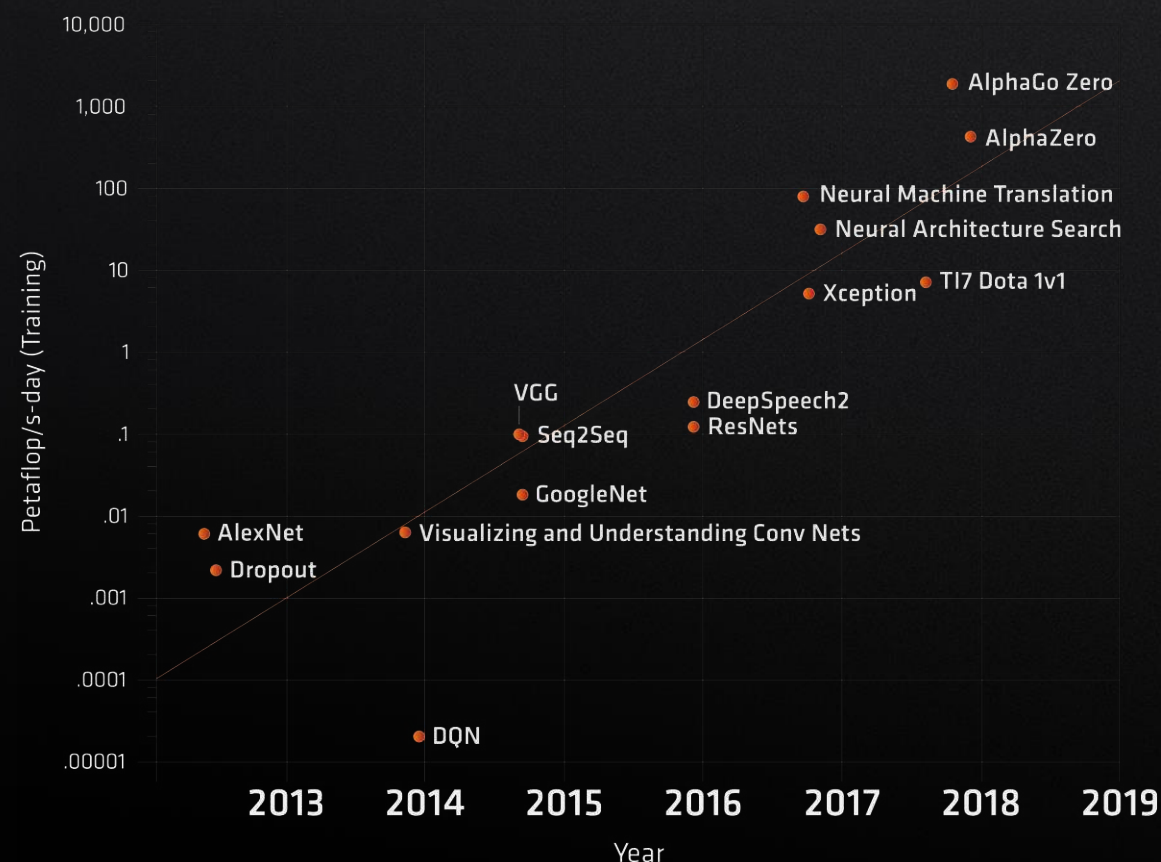 10,000
AlphaGo Zero
1,000
AlphaZero
100
Neural Machine Translation
Neural Architecture Search
10
TI7 Dota 1v1
Xception
Petaflop/s-day (Training)
1
VGG
DeepSpeech2
ResNets
.1
Seq2Seq
GoogleNet
.01
AlexNet
Visualizing and Understanding Conv Nets
Dropout
.001
.0001
DQN
.00001
2013 2014 2015 2016 2017 2018 2019
Year